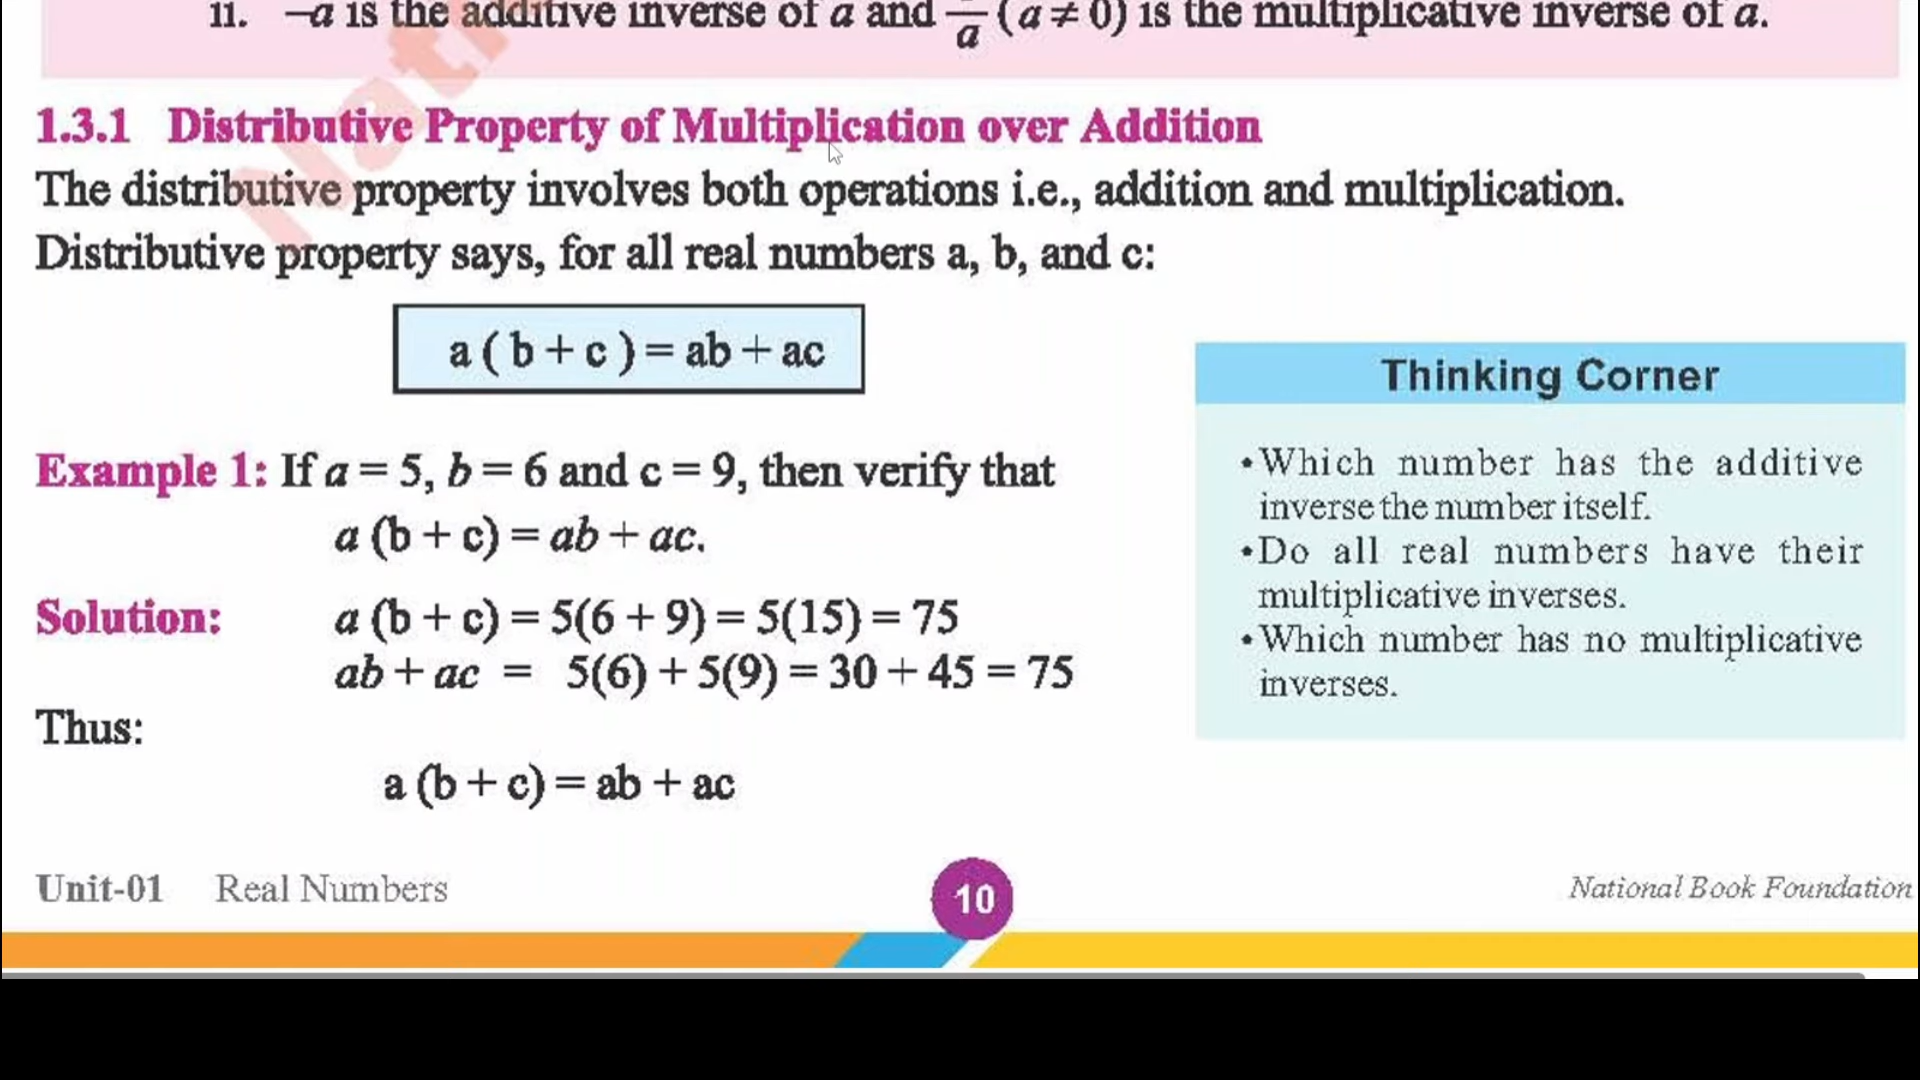 ii. –a is the additive inverse of a and —/a (a ≠ 0) is the multiplicative inverse of a.
Nati
1.3.1 Distributive Property of Multiplication over Addition
The distributive property involves both operations i.e., addition and multiplication.
Distributive property says, for all real numbers a, b, and c:
a ( b + c ) = ab + ac
Example 1: If a = 5, b = 6 and c = 9, then verify that
a (b + c) = ab + ac.
Solution: a (b + c) = 5(6 + 9) = 5(15) = 75
ab + ac = 5(6) + 5(9) = 30 + 45 = 75
Thus:
a (b + c) = ab + ac
Thinking Corner
•Which number has the additive
inverse the number itself.
•Do all real numbers have their
multiplicative inverses.
•Which number has no multiplicative
inverses.
Unit-01 Real Numbers
10
National Book Foundation